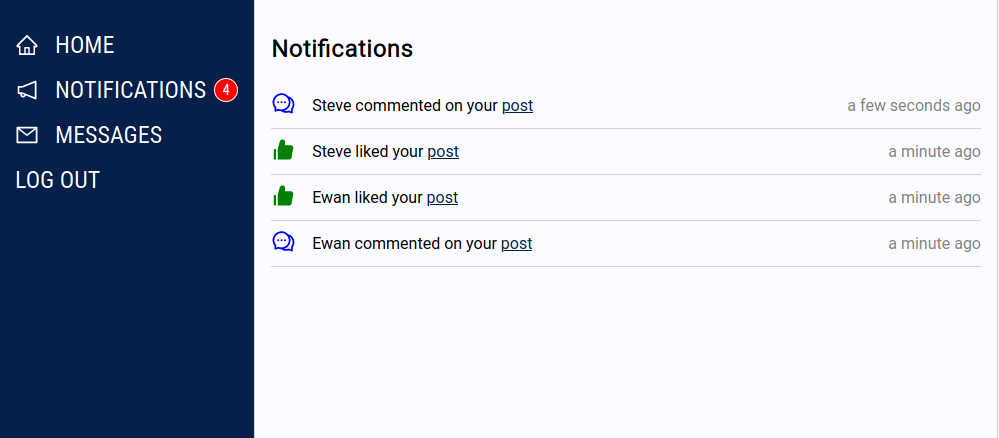 HOME
NOTIFICATIONS 4
MESSAGES
LOG OUT
Notifications
Steve commented on your post a few seconds ago
Steve liked your post a minute ago
Ewan liked your post a minute ago
Ewan commented on your post a minute ago